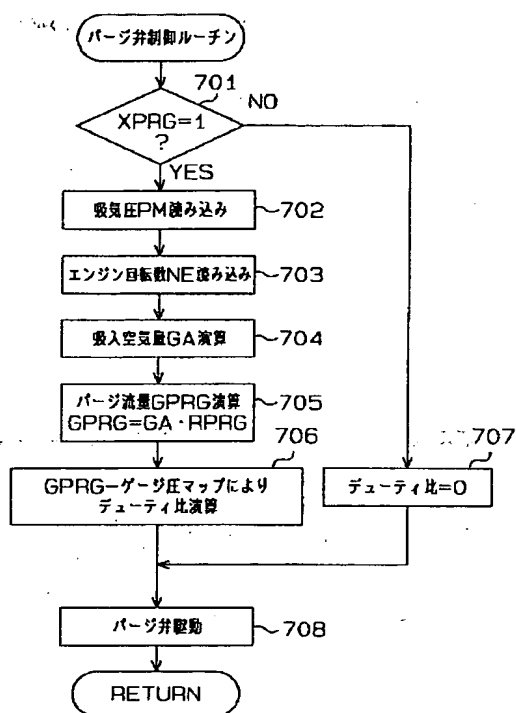 パージ弁制御ルーチン
701
XPRG=1
?
NO
YES
吸気圧PM読み込み
702
エンジン回転数NE読み込み
703
吸入空気量GA演算
704
パージ流量GPRG演算
GPRG=GA・RPRG
705
706
GPRG-ゲージ圧マップにより
デューティ比演算
707
デューティ比=0
パージ弁駆動
708
RETURN